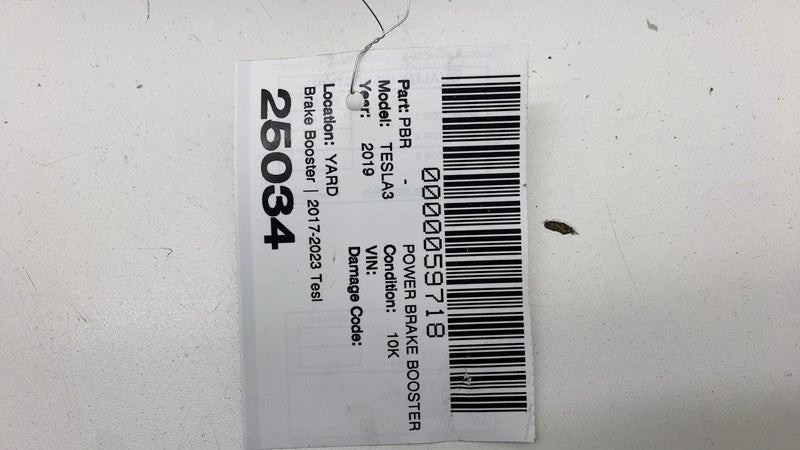 0000059718
Part: PBR - POWER BRAKE BOOSTER
Model: TESLA3 Condition: 10K
Year: 2019 VIN:
Damage Code:
Location: YARD
Brake Booster | 2017-2023 Tesl
25034